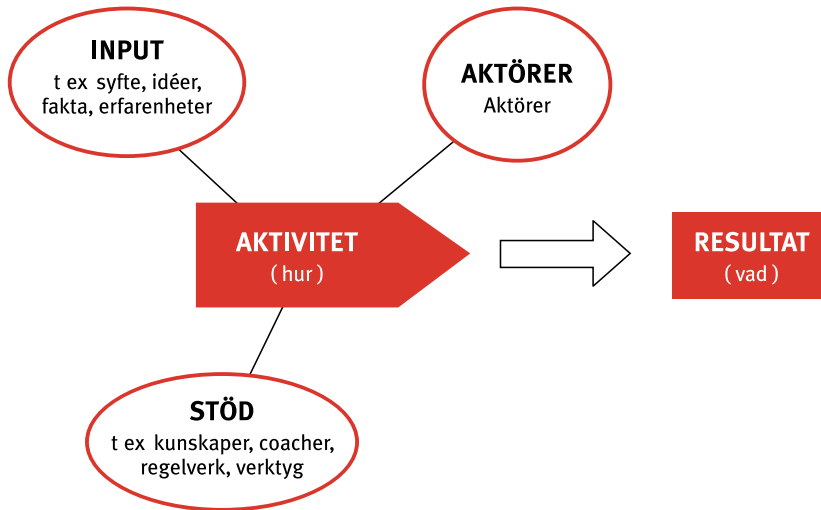 INPUT
t ex syfte, idéer,
fakta, erfarenheter
AKTÖRER
Aktörer
AKTIVITET
( hur )
RESULTAT
( vad )
STÖD
t ex kunskaper, coacher,
regelverk, verktyg